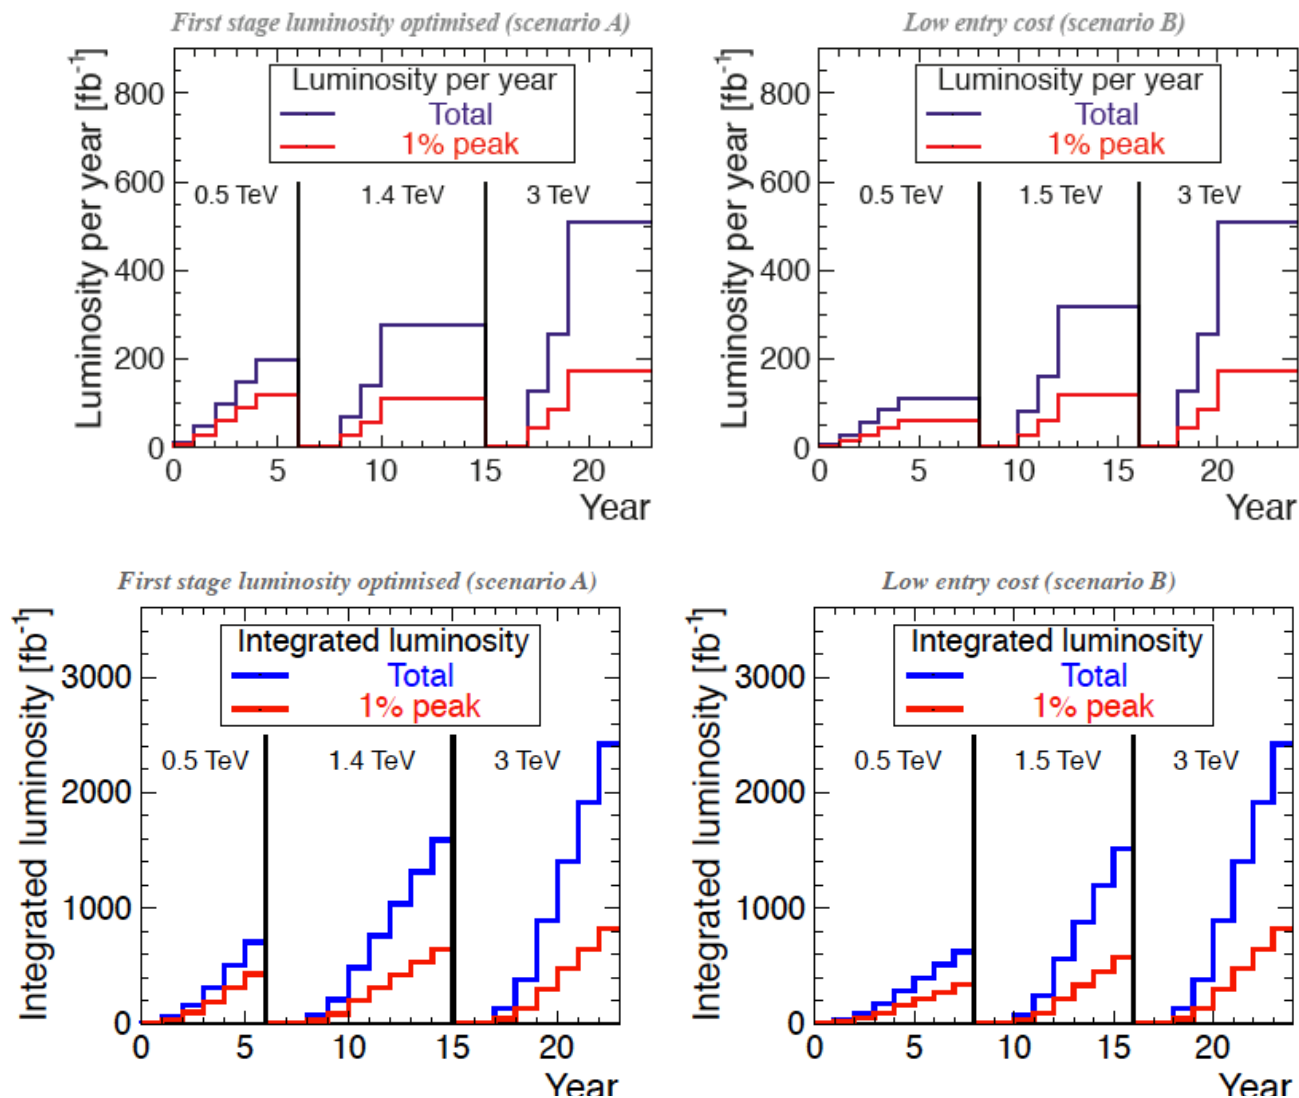 First stage luminosity optimised (scenario A)
Luminosity per year [fb⁻¹]
800
600
400
200
0
Luminosity per year
Total
1% peak
0.5 TeV
1.4 TeV
3 TeV
0
5
10
15
20
Year
Low entry cost (scenario B)
Luminosity per year [fb⁻¹]
800
600
400
200
0
Luminosity per year
Total
1% peak
0.5 TeV
1.5 TeV
3 TeV
0
5
10
15
20
Year
First stage luminosity optimised (scenario A)
Integrated luminosity [fb⁻¹]
3000
2000
1000
0
Integrated luminosity
Total
1% peak
0.5 TeV
1.4 TeV
3 TeV
0
5
10
15
20
Year
Low entry cost (scenario B)
Integrated luminosity [fb⁻¹]
3000
2000
1000
0
Integrated luminosity
Total
1% peak
0.5 TeV
1.5 TeV
3 TeV
0
5
10
15
20
Year